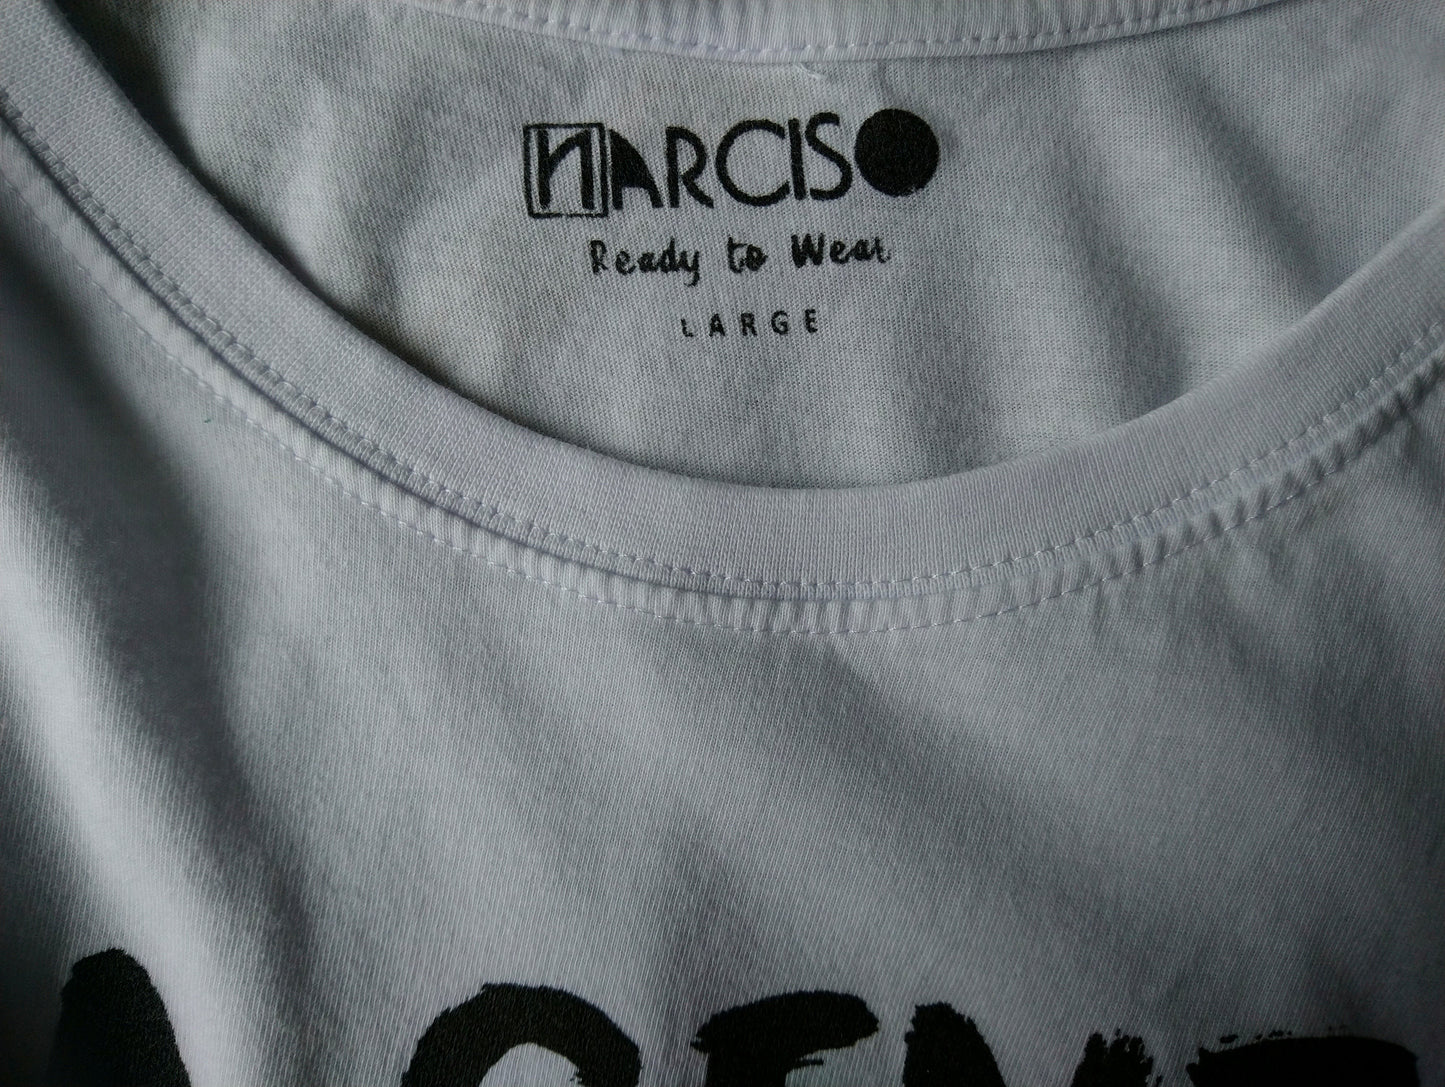 NARCISO
Ready to Wear
LARGE